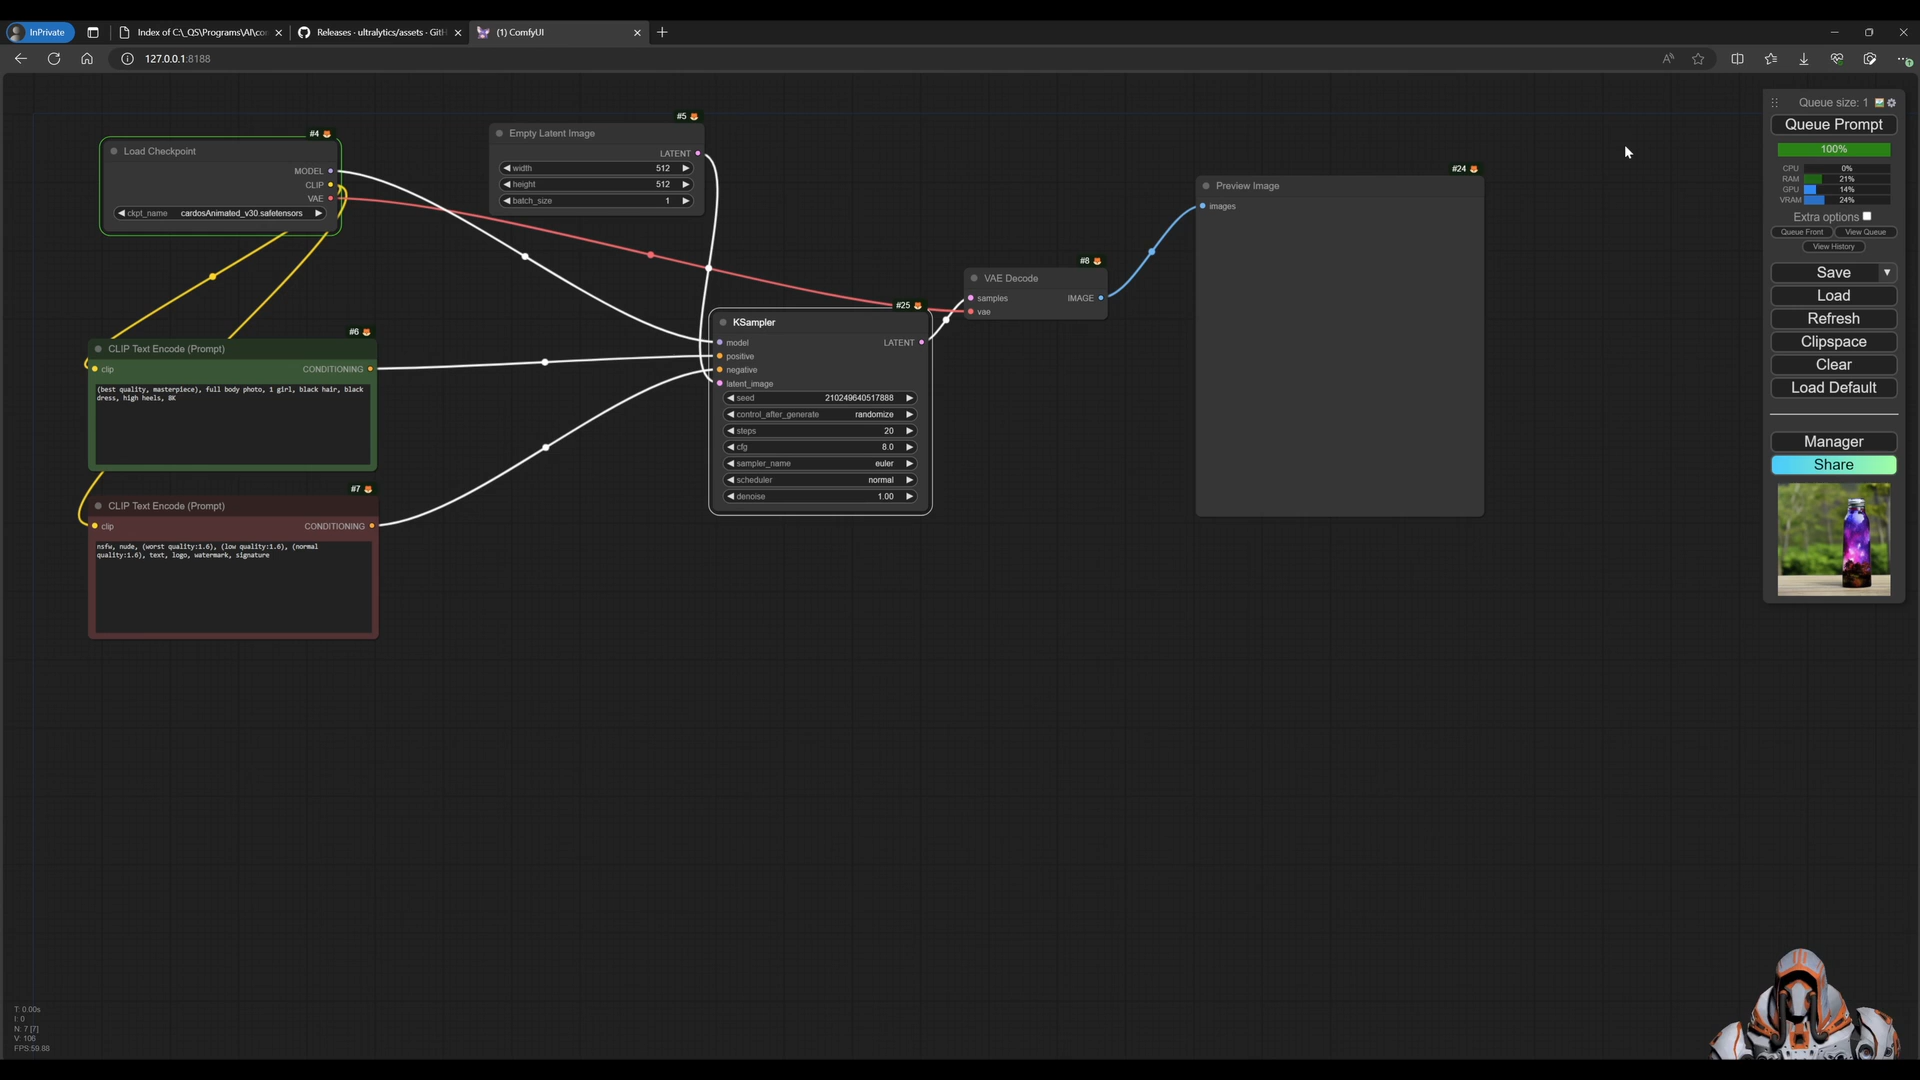 InPrivate
Index of C:\_QS\Programs\AI\co
Releases · ultralytics/assets · GitH
(1) ComfyUI
127.0.0.1:8188
#4
Load Checkpoint
MODEL
CLIP
VAE
ckpt_name cardosAnimated_v30.safetensors
#5
Empty Latent Image
LATENT
width 512
height 512
batch_size 1
#6
CLIP Text Encode (Prompt)
clip CONDITIONING
(best quality, masterpiece), full body photo, 1 girl, black hair, black
dress, high heels, 8K
#7
CLIP Text Encode (Prompt)
clip CONDITIONING
nsfw, nude, (worst quality:1.6), (low quality:1.6), (normal
quality:1.6), text, logo, watermark, signature
#25
KSampler
model LATENT
positive
negative
latent_image
seed 210249640517888
control_after_generate randomize
steps 20
cfg 8.0
sampler_name euler
scheduler normal
denoise 1.00
#8
VAE Decode
samples IMAGE
vae
#24
Preview Image
images
Queue size: 1
Queue Prompt
100%
CPU 0%
RAM 21%
GPU 14%
VRAM 24%
Extra options
Queue Front View Queue
View History
Save
Load
Refresh
Clipspace
Clear
Load Default
Manager
Share
T: 0.00s
I: 0
N: 7 [7]
V: 106
FPS:59.88